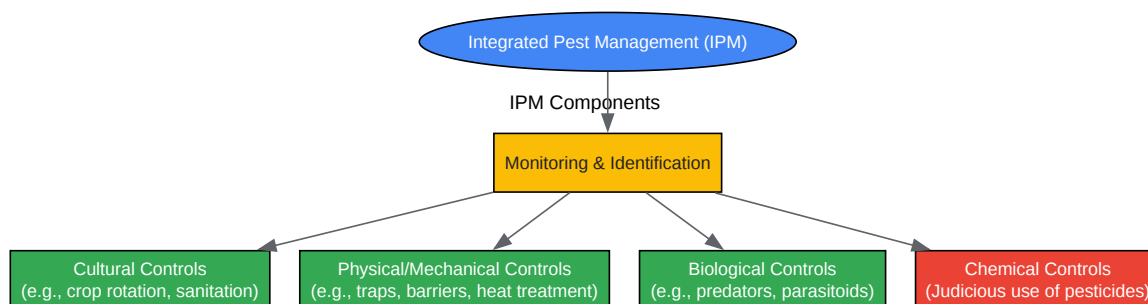 Integrated Pest Management (IPM)
IPM Components
Monitoring & Identification
Cultural Controls
(e.g., crop rotation, sanitation)
Physical/Mechanical Controls
(e.g., traps, barriers, heat treatment)
Biological Controls
(e.g., predators, parasitoids)
Chemical Controls
(Judicious use of pesticides)